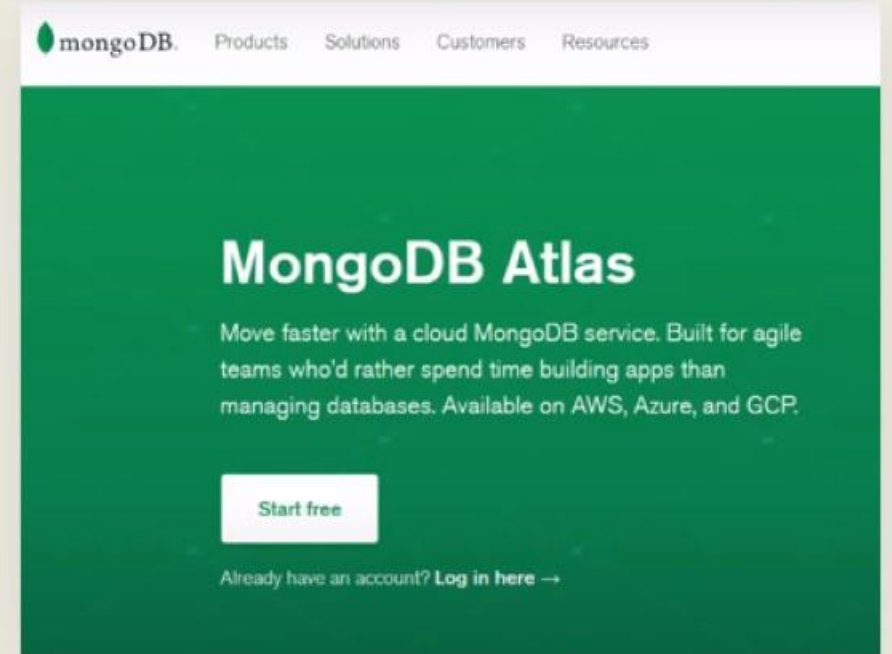 mongoDB.
Products Solutions Customers Resources
MongoDB Atlas
Move faster with a cloud MongoDB service. Built for agile
teams who'd rather spend time building apps than
managing databases. Available on AWS, Azure, and GCP.
Start free
Already have an account? Log in here →